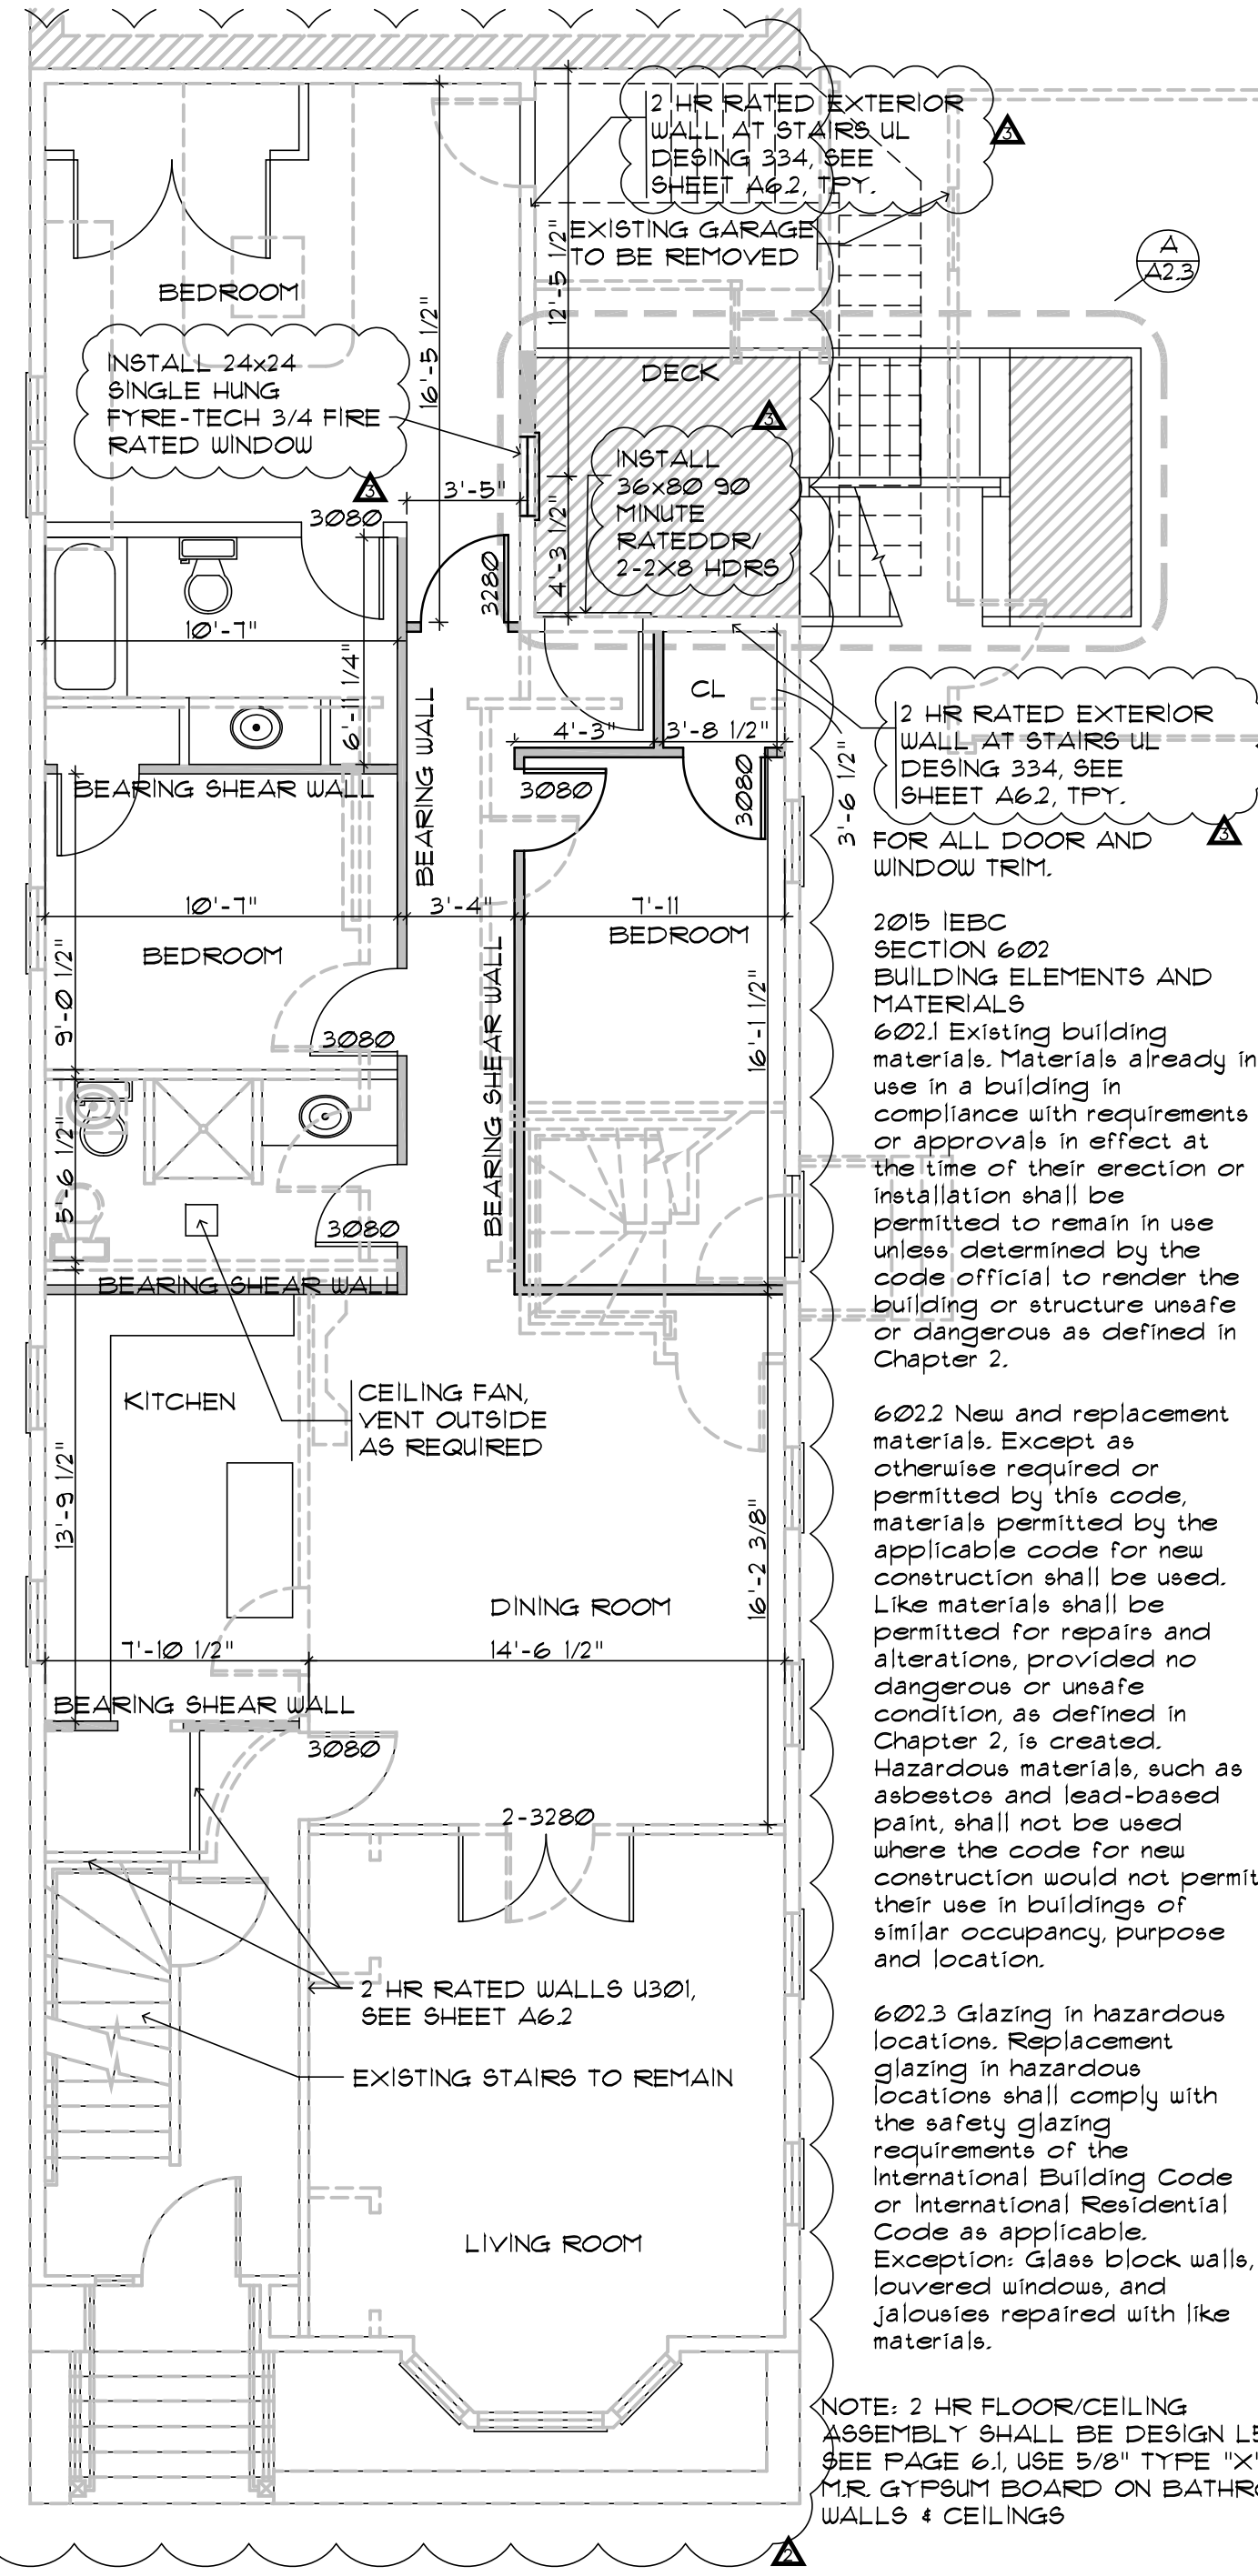 2 HR RATED EXTERIOR
WALL AT STAIRS UL
DESING 334, SEE
SHEET A6.2, TPY.
3
EXISTING GARAGE
TO BE REMOVED
A
A2.3
BEDROOM
12'-5 1/2"
16'-5 1/2"
INSTALL 24x24
SINGLE HUNG
FYRE-TECH 3/4 FIRE
RATED WINDOW
3
DECK
3
INSTALL
36x80 90
MINUTE
RATEDDR/
2-2X8 HDRS
3'-5"
4'-3 1/2"
3080
3280
10'-7"
6'-11 1/4"
CL
4'-3"
3'-8 1/2"
3'-6 1/2"
2 HR RATED EXTERIOR
WALL AT STAIRS UL
DESING 334, SEE
SHEET A6.2, TPY.
3
BEARING SHEAR WALL
BEARING WALL
3080
3080
FOR ALL DOOR AND
WINDOW TRIM.
10'-7"
3'-4"
7'-11
BEDROOM
BEDROOM
9'-0 1/2"
16'-1 1/2"
BEARING SHEAR WALL
3080
5'-6 1/2"
3080
BEARING SHEAR WALL
2015 IEBC
SECTION 602
BUILDING ELEMENTS AND
MATERIALS
602.1 Existing building
materials. Materials already in
use in a building in
compliance with requirements
or approvals in effect at
the time of their erection or
installation shall be
permitted to remain in use
unless determined by the
code official to render the
building or structure unsafe
or dangerous as defined in
Chapter 2.
KITCHEN
CEILING FAN,
VENT OUTSIDE
AS REQUIRED
13'-9 1/2"
16'-2 3/8"
DINING ROOM
7'-10 1/2"
14'-6 1/2"
BEARING SHEAR WALL
3080
2-3280
602.2 New and replacement
materials. Except as
otherwise required or
permitted by this code,
materials permitted by the
applicable code for new
construction shall be used.
Like materials shall be
permitted for repairs and
alterations, provided no
dangerous or unsafe
condition, as defined in
Chapter 2, is created.
Hazardous materials, such as
asbestos and lead-based
paint, shall not be used
where the code for new
construction would not permit
their use in buildings of
similar occupancy, purpose
and location.
2 HR RATED WALLS U301,
SEE SHEET A6.2
EXISTING STAIRS TO REMAIN
LIVING ROOM
602.3 Glazing in hazardous
locations. Replacement
glazing in hazardous
locations shall comply with
the safety glazing
requirements of the
International Building Code
or International Residential
Code as applicable.
Exception: Glass block walls,
louvered windows, and
jalousies repaired with like
materials.
NOTE: 2 HR FLOOR/CEILING
ASSEMBLY SHALL BE DESIGN
SEE PAGE 6.1, USE 5/8" TYPE "X"
M.R. GYPSUM BOARD ON
WALLS & CEILINGS
2